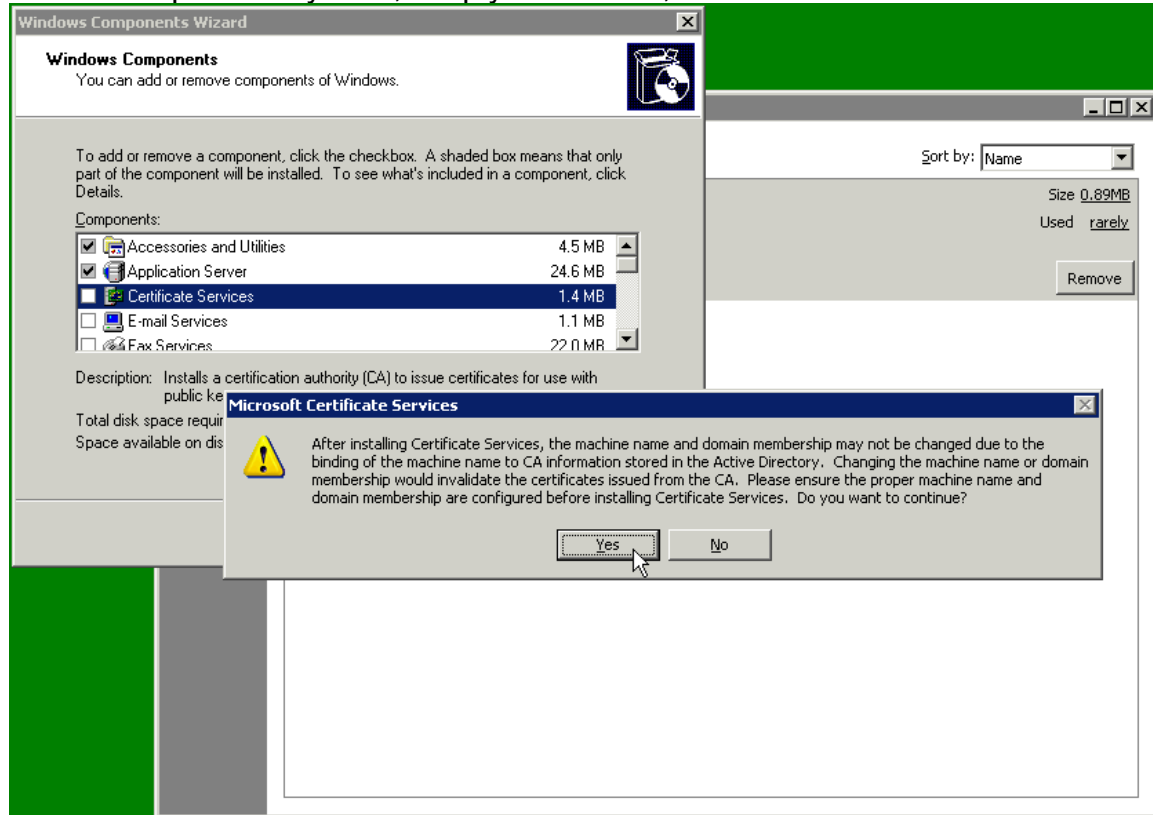 Windows Components Wizard
Windows Components
You can add or remove components of Windows.
To add or remove a component, click the checkbox. A shaded box means that only
part of the component will be installed. To see what's included in a component, click
Details.
Components:
Accessories and Utilities 4.5 MB
Application Server 24.6 MB
Certificate Services 1.4 MB
E-mail Services 1.1 MB
Fax Services 22.0 MB
Description: Installs a certification authority (CA) to issue certificates for use with
public ke
Total disk space requir
Space available on dis
Sort by: Name
Size 0.89MB
Used rarely
Remove
Microsoft Certificate Services
After installing Certificate Services, the machine name and domain membership may not be changed due to the
binding of the machine name to CA information stored in the Active Directory. Changing the machine name or domain
membership would invalidate the certificates issued from the CA. Please ensure the proper machine name and
domain membership are configured before installing Certificate Services. Do you want to continue?
Yes No